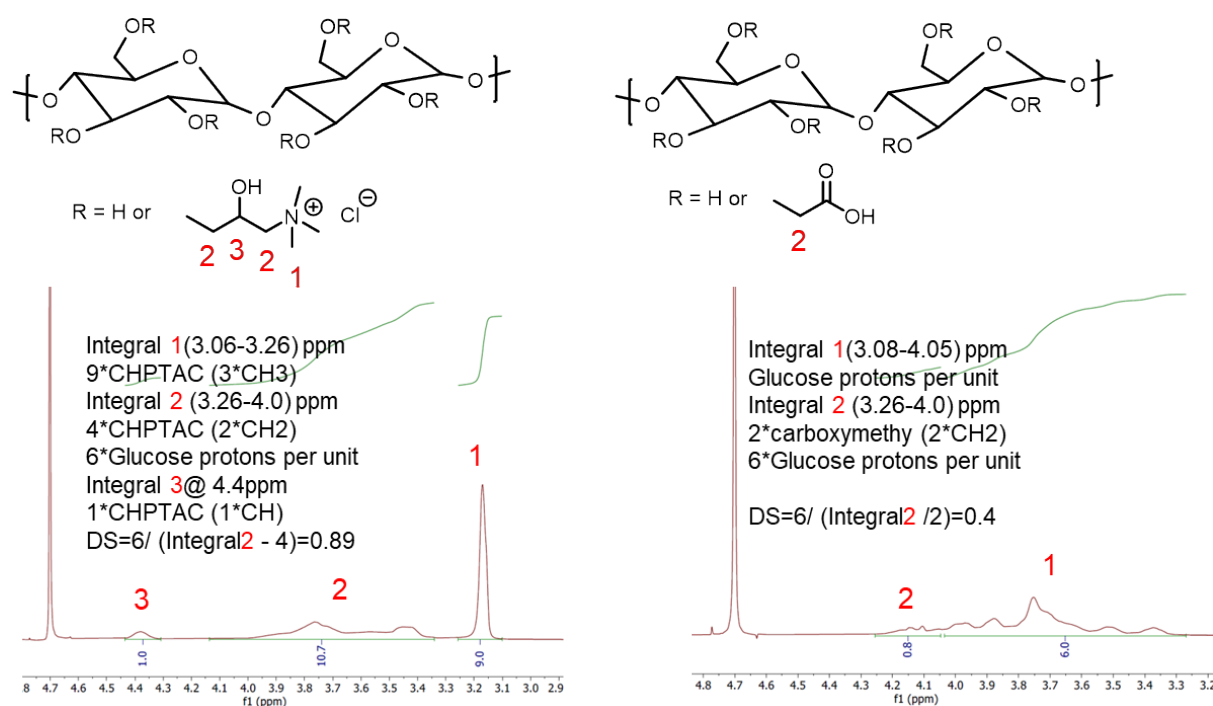 OR
OR
O
O
O
O
O
OR
OR
RO
RO
R = H or
OH
N
⊕
Cl
⊖
2
3
2
1
Integral 1(3.06-3.26) ppm
9*CHPTAC (3*CH3)
Integral 2 (3.26-4.0) ppm
4*CHPTAC (2*CH2)
6*Glucose protons per unit
Integral 3@ 4.4ppm
1*CHPTAC (1*CH)
DS=6/ (Integral2 - 4)=0.89
3
2
1
1.0
10.7
9.0
8 4.7 4.6 4.5 4.4 4.3 4.2 4.1 4.0 3.9 3.8 3.7 3.6 3.5 3.4 3.3 3.2 3.1 3.0 2.9
f1 (ppm)
OR
OR
O
O
O
O
O
OR
OR
RO
RO
R = H or
O
OH
2
Integral 1(3.08-4.05) ppm
Glucose protons per unit
Integral 2 (3.26-4.0) ppm
2*carboxymethy (2*CH2)
6*Glucose protons per unit
DS=6/ (Integral2 /2)=0.4
2
1
0.8
6.0
4.8 4.7 4.6 4.5 4.4 4.3 4.2 4.1 4.0 3.9 3.8 3.7 3.6 3.5 3.4 3.3 3.2
f1 (ppm)